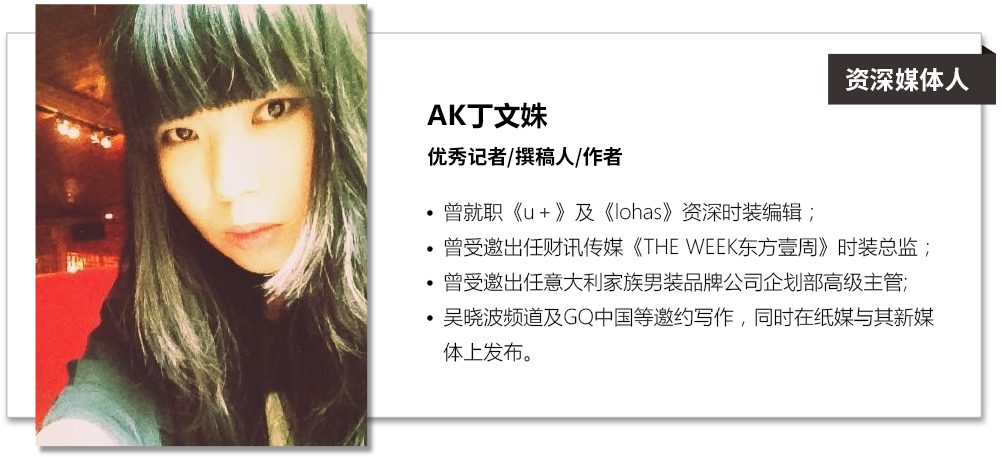 资深媒体人
AK丁文姝
优秀记者/撰稿人/作者
• 曾就职《u+》及《lohas》资深时装编辑；
• 曾受邀出任财讯传媒《THE WEEK东方壹周》时装总监；
• 曾受邀出任意大利家族男装品牌公司企划部高级主管;
• 吴晓波频道及GQ中国等邀约写作，同时在纸媒与其新媒
体上发布。